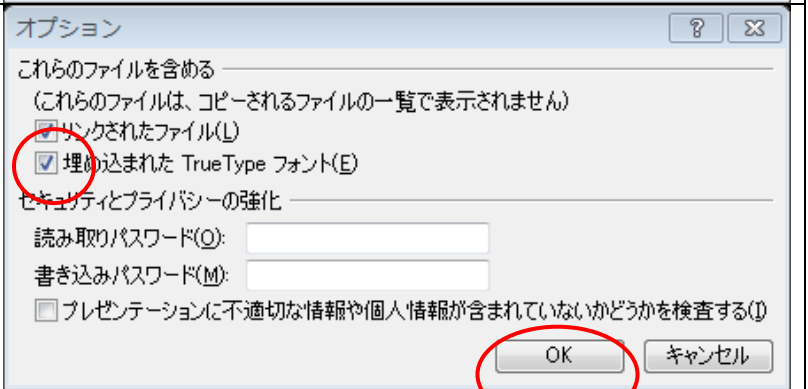 オプション
これらのファイルを含める
(これらのファイルは、コピーされるファイルの一覧で表示されません)
リンクされたファイル(L)
埋め込まれた TrueType フォント(E)
セキュリティとプライバシーの強化
読み取りパスワード(O):
書き込みパスワード(M):
プレゼンテーションに不適切な情報や個人情報が含まれていないかどうかを検査する(I)
OK キャンセル